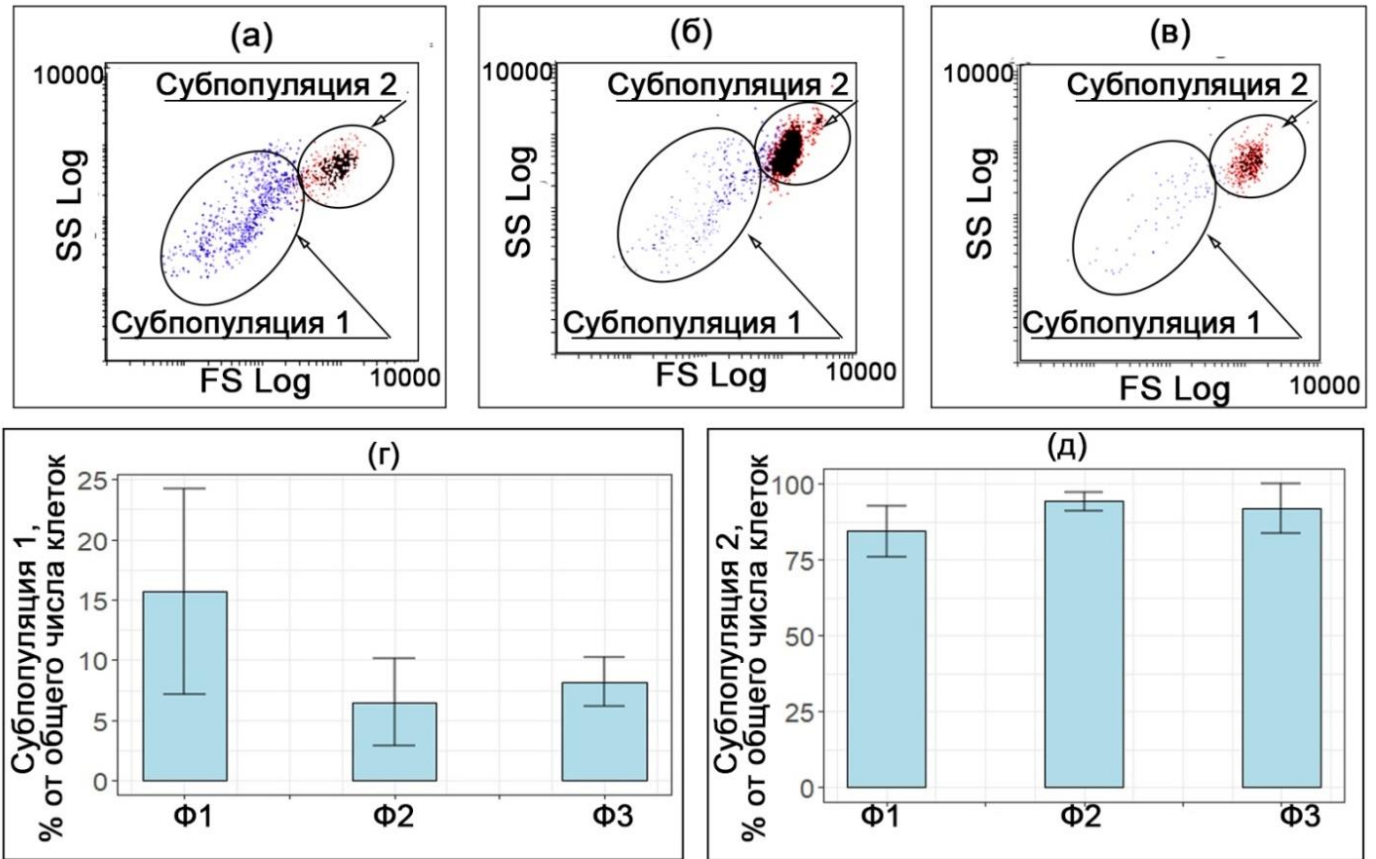 (а)
10000
Субпопуляция 2
SS Log
Субпопуляция 1
FS Log
10000
(б)
10000
Субпопуляция 2
SS Log
Субпопуляция 1
FS Log
10000
(в)
10000
Субпопуляция 2
SS Log
Субпопуляция 1
FS Log
10000
(г)
Субпопуляция 1,
% от общего числа клеток
25
20
15
10
5
0
Ф1
Ф2
Ф3
(д)
Субпопуляция 2,
% от общего числа клеток
100
75
50
25
0
Ф1
Ф2
Ф3